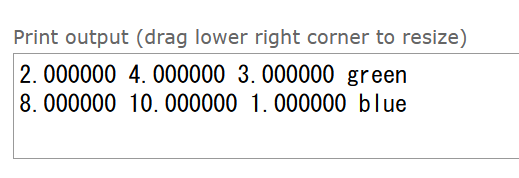 Print output (drag lower right corner to resize)
2.000000 4.000000 3.000000 green
8.000000 10.000000 1.000000 blue